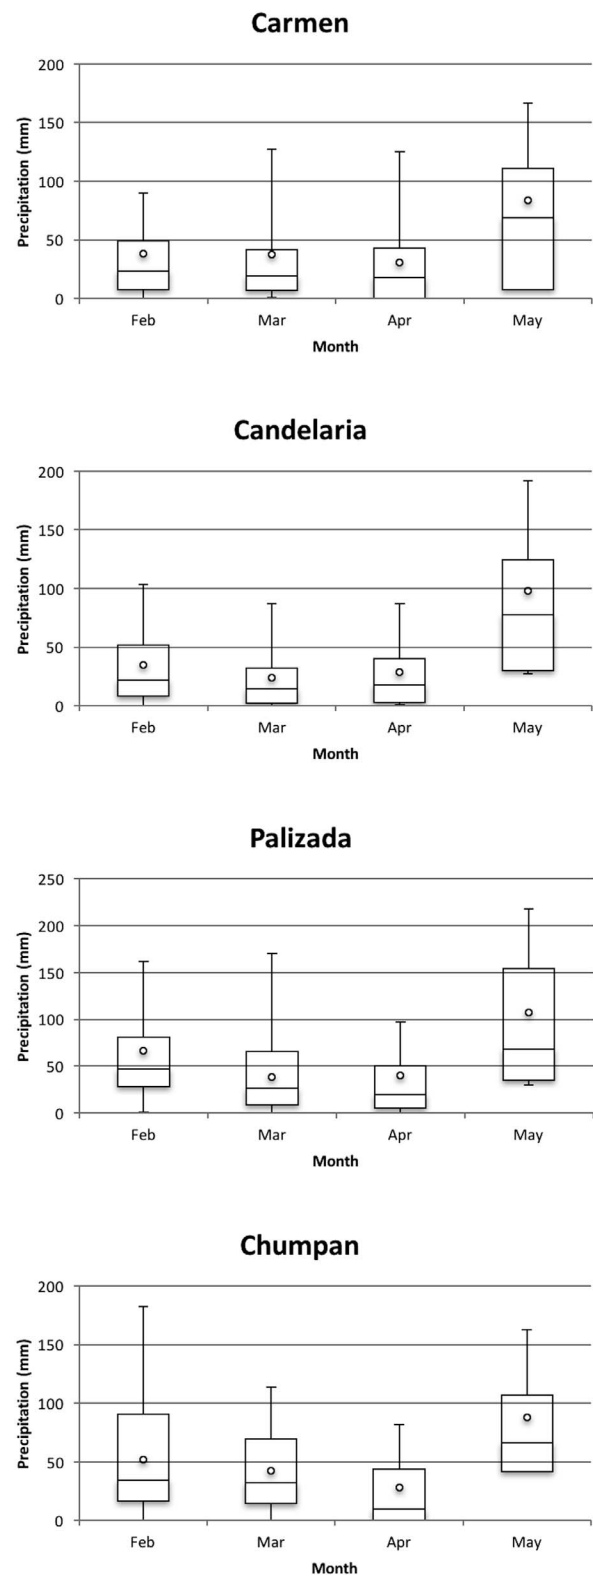 Carmen
200
150
100
50
0
Precipitation (mm)
Feb Mar Apr May
Month
Candelaria
200
150
100
50
0
Precipitation (mm)
Feb Mar Apr May
Month
Palizada
250
200
150
100
50
0
Precipitation (mm)
Feb Mar Apr May
Month
Chumpan
200
150
100
50
0
Precipitation (mm)
Feb Mar Apr May
Month